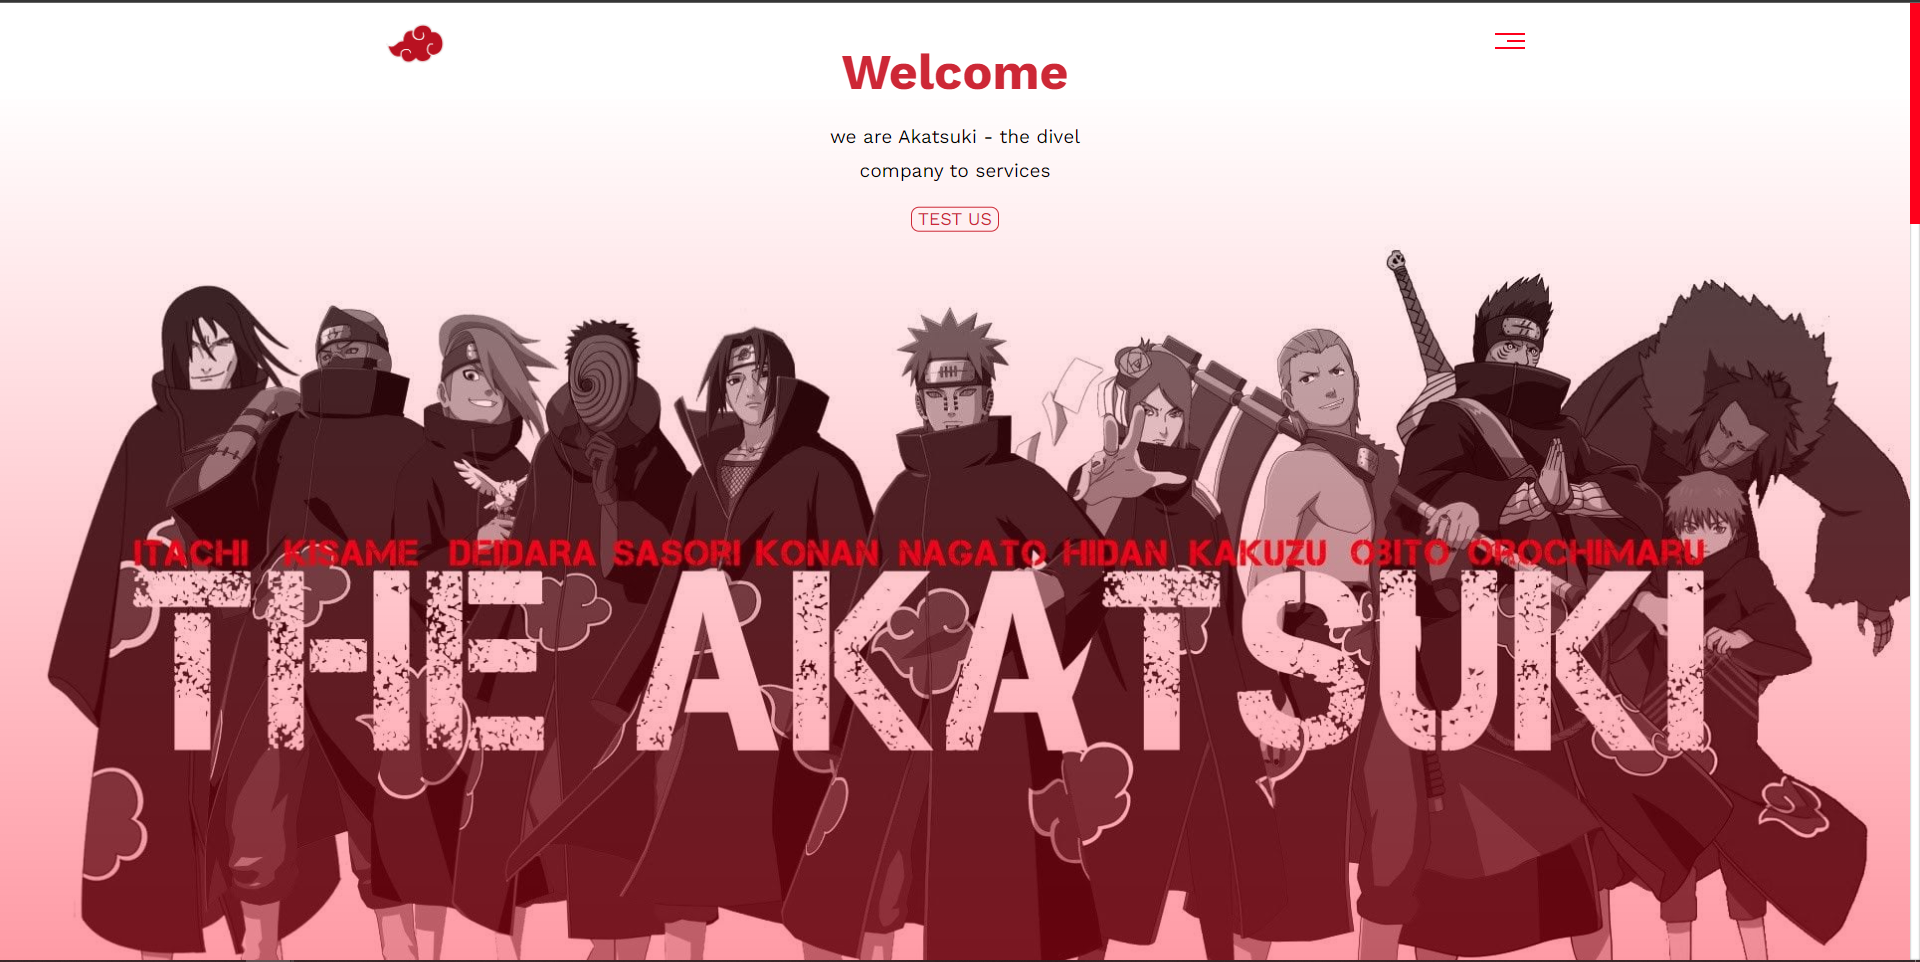 Welcome
we are Akatsuki - the divel
company to services
TEST US
ITACHI KISAME DEIDARA SASORI KONAN NAGATO HIDAN KAKUZU OBITO OROCHIMARU
THE AKATSUKI